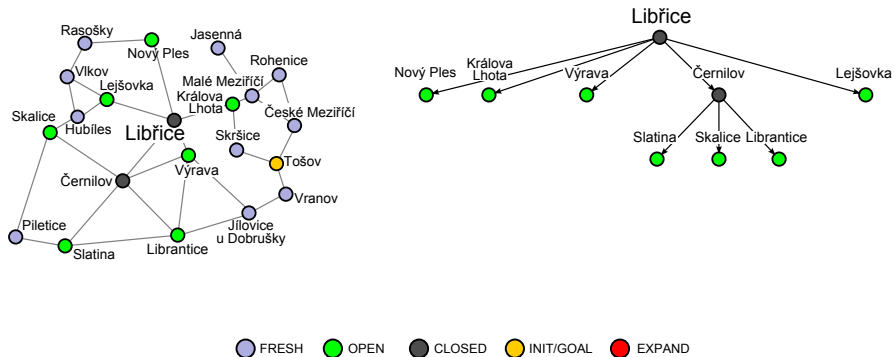 Rasošky
Nový Ples
Jasenná
Rohenice
Vlkov
Lejšovka
Malé Meziříčí
Králova
Lhota
České Meziříčí
Skalice
Hubíles
Libřice
Skršice
Výrava
Tošov
Černilov
Vranov
Piletice
Jílovice
u Dobrušky
Slatina
Librantice
Libřice
Nový Ples
Králova
Lhota
Výrava
Černilov
Lejšovka
Slatina
Skalice
Librantice
FRESH
OPEN
CLOSED
INIT/GOAL
EXPAND